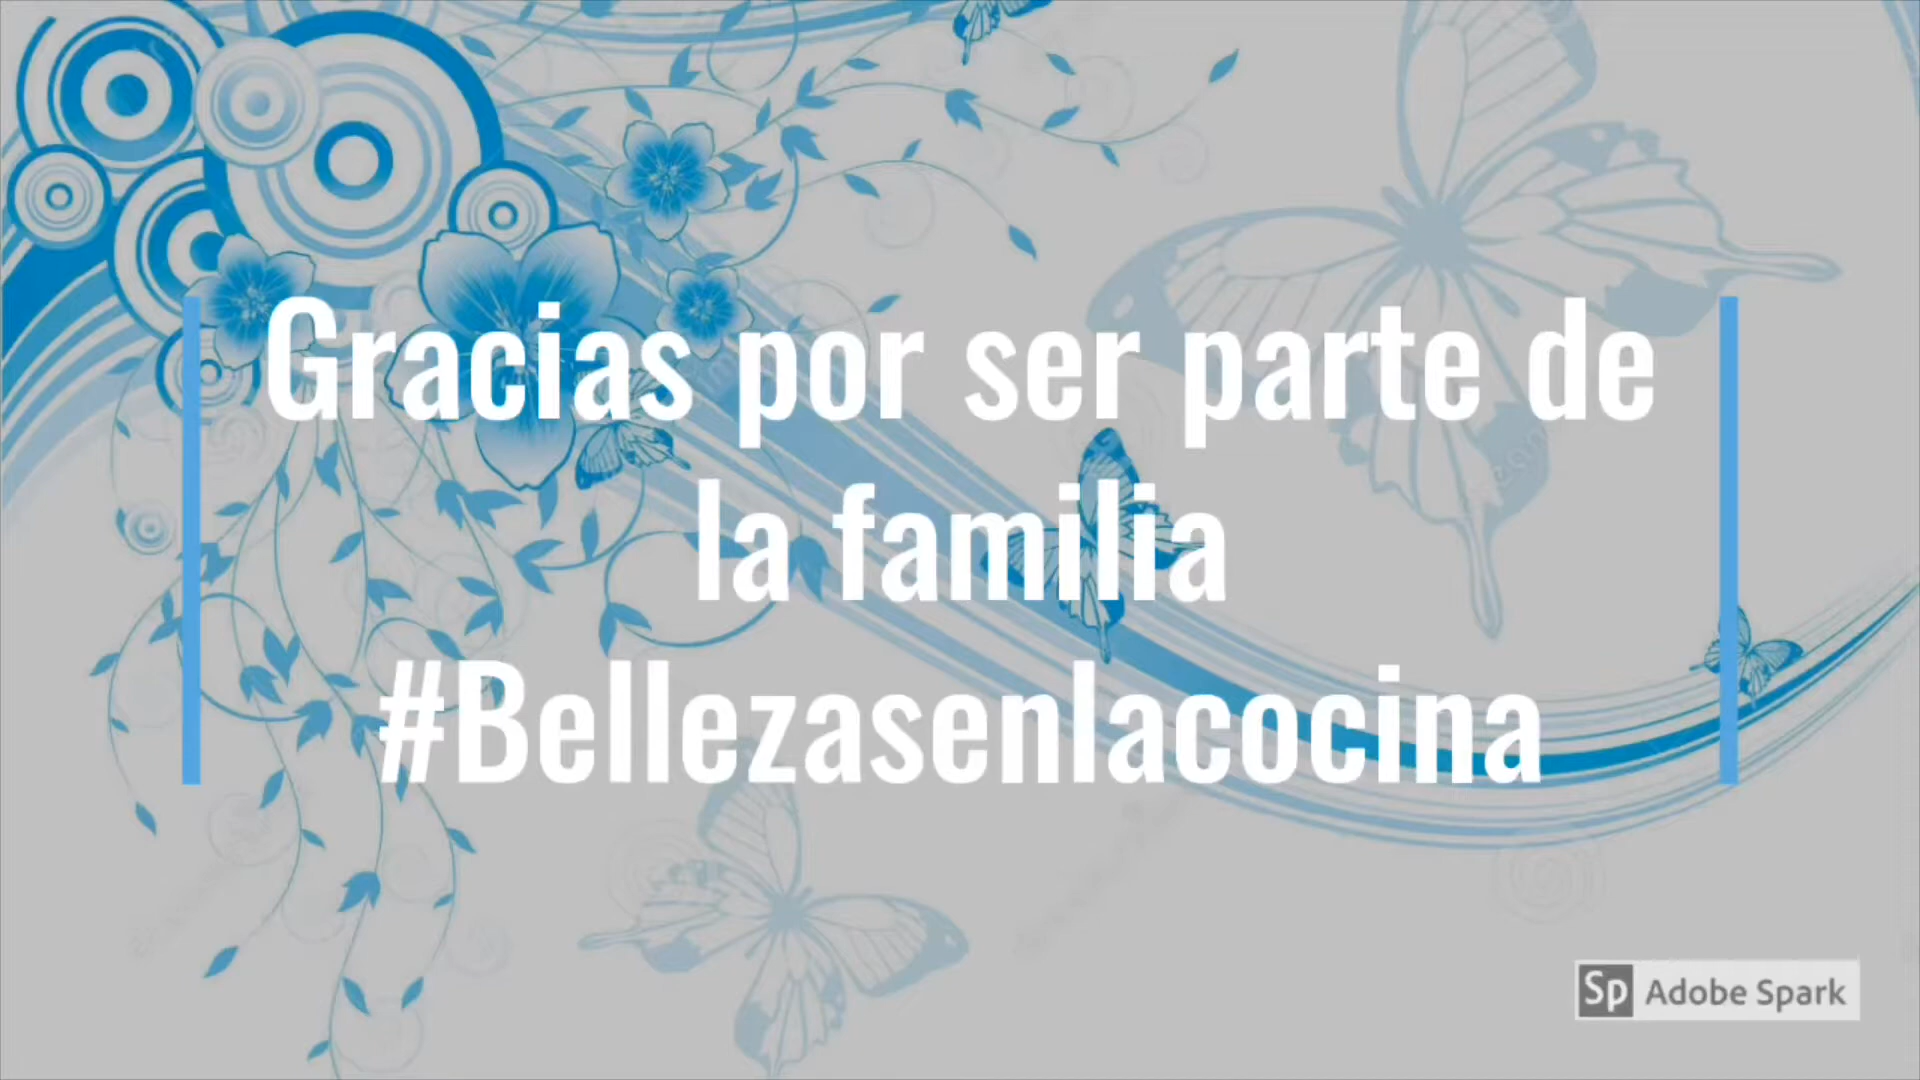 Gracias por ser parte de
la familia
#Bellezasenlacocina
Sp Adobe Spark